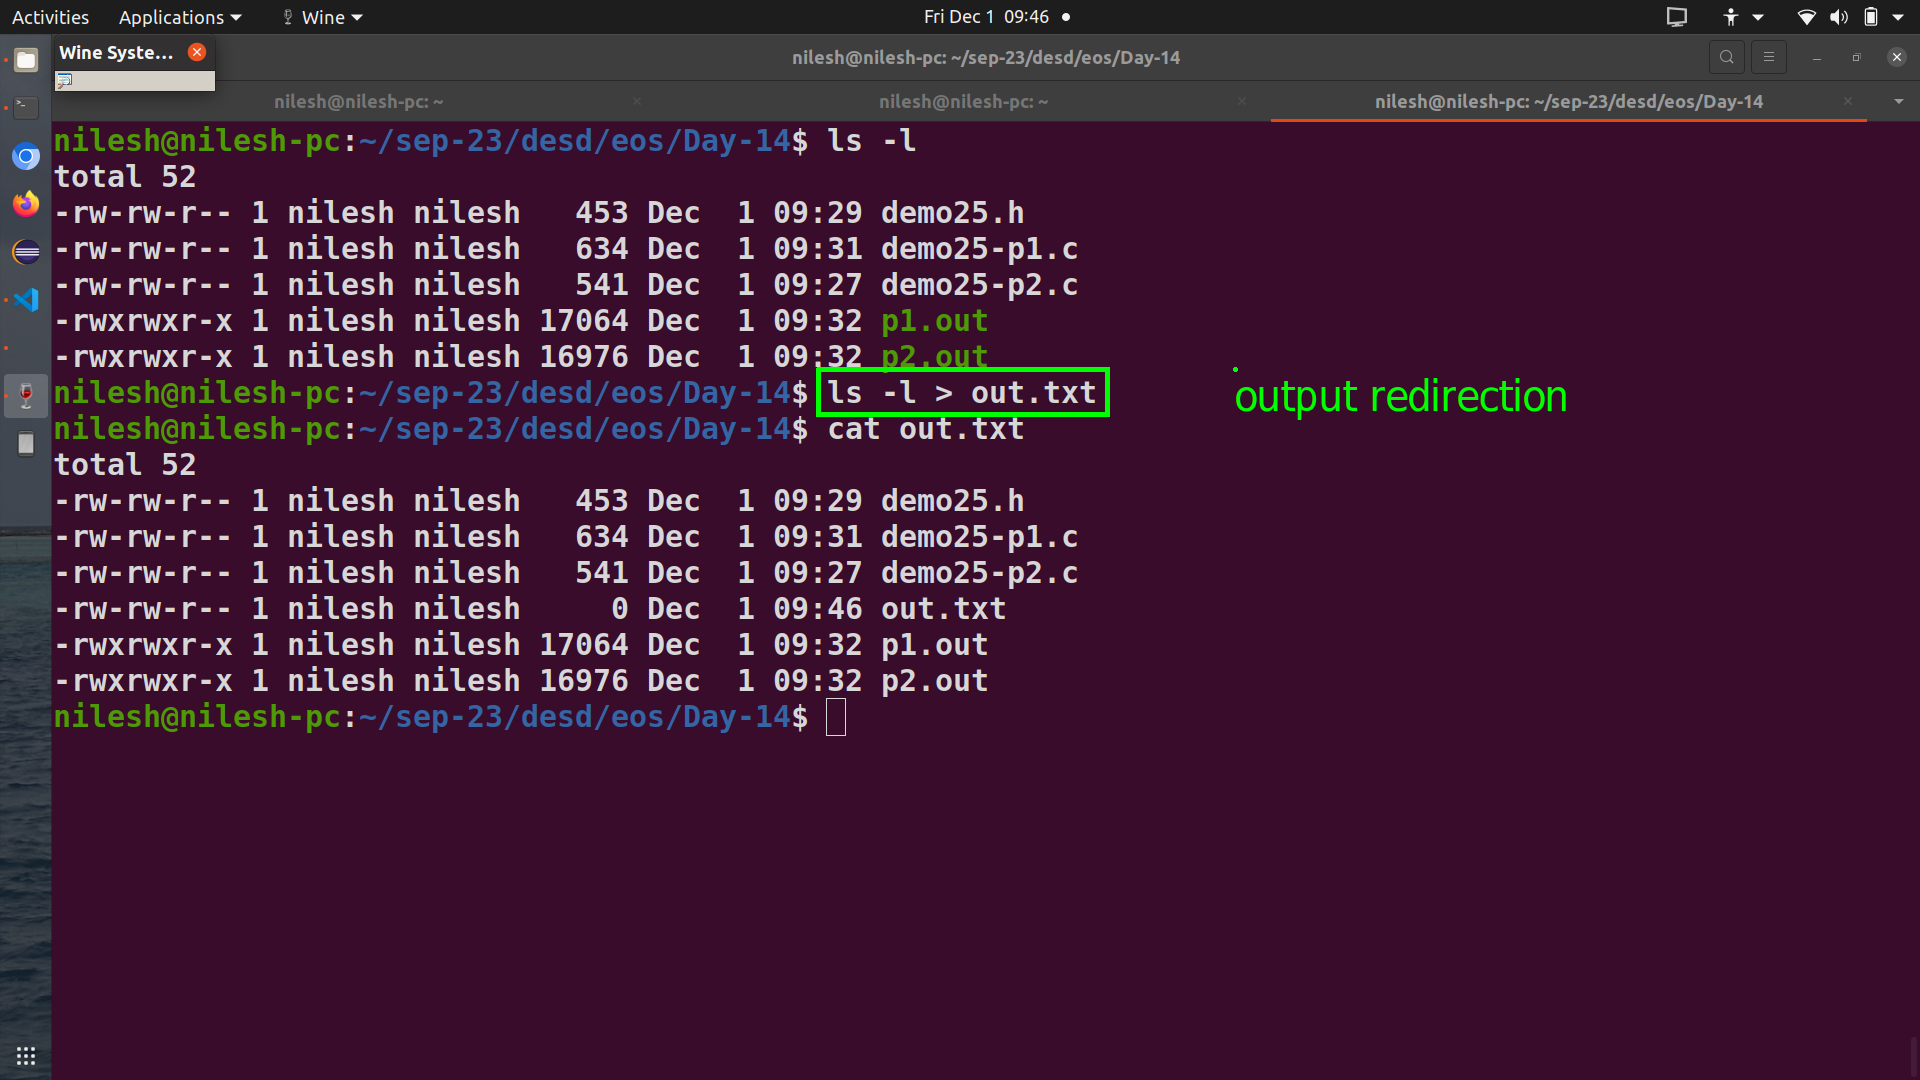 Activities Applications Wine Fri Dec 1 09:46
Wine Syste...
nilesh@nilesh-pc: ~/sep-23/desd/eos/Day-14
nilesh@nilesh-pc: ~ nilesh@nilesh-pc: ~ nilesh@nilesh-pc: ~/sep-23/desd/eos/Day-14
nilesh@nilesh-pc:~/sep-23/desd/eos/Day-14$ ls -l
total 52
-rw-rw-r-- 1 nilesh nilesh   453 Dec  1 09:29 demo25.h
-rw-rw-r-- 1 nilesh nilesh   634 Dec  1 09:31 demo25-p1.c
-rw-rw-r-- 1 nilesh nilesh   541 Dec  1 09:27 demo25-p2.c
-rwxrwxr-x 1 nilesh nilesh 17064 Dec  1 09:32 p1.out
-rwxrwxr-x 1 nilesh nilesh 16976 Dec  1 09:32 p2.out
nilesh@nilesh-pc:~/sep-23/desd/eos/Day-14$ ls -l > out.txt output redirection
nilesh@nilesh-pc:~/sep-23/desd/eos/Day-14$ cat out.txt
total 52
-rw-rw-r-- 1 nilesh nilesh   453 Dec  1 09:29 demo25.h
-rw-rw-r-- 1 nilesh nilesh   634 Dec  1 09:31 demo25-p1.c
-rw-rw-r-- 1 nilesh nilesh   541 Dec  1 09:27 demo25-p2.c
-rw-rw-r-- 1 nilesh nilesh     0 Dec  1 09:46 out.txt
-rwxrwxr-x 1 nilesh nilesh 17064 Dec  1 09:32 p1.out
-rwxrwxr-x 1 nilesh nilesh 16976 Dec  1 09:32 p2.out
nilesh@nilesh-pc:~/sep-23/desd/eos/Day-14$